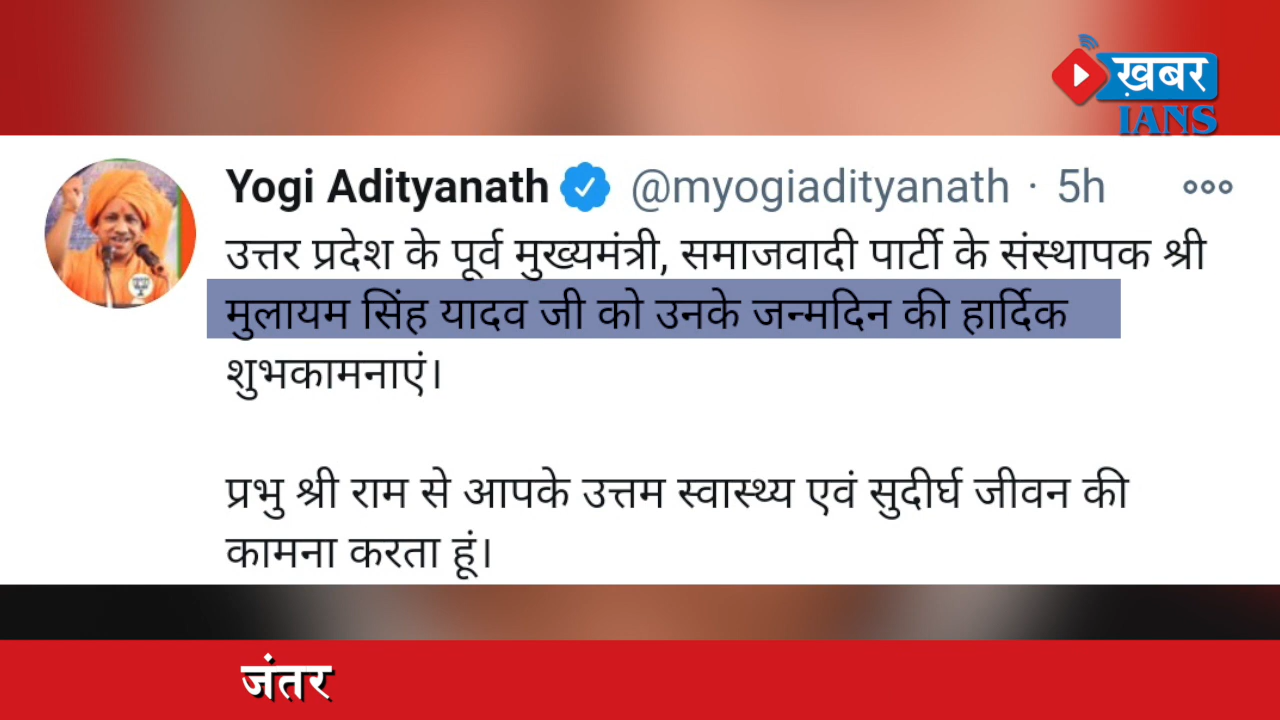 ख़बर
IANS
Yogi Adityanath @myogiadityanath · 5h
उत्तर प्रदेश के पूर्व मुख्यमंत्री, समाजवादी पार्टी के संस्थापक श्री
मुलायम सिंह यादव जी को उनके जन्मदिन की हार्दिक
शुभकामनाएं।
प्रभु श्री राम से आपके उत्तम स्वास्थ्य एवं सुदीर्घ जीवन की
कामना करता हूं।
जंतर